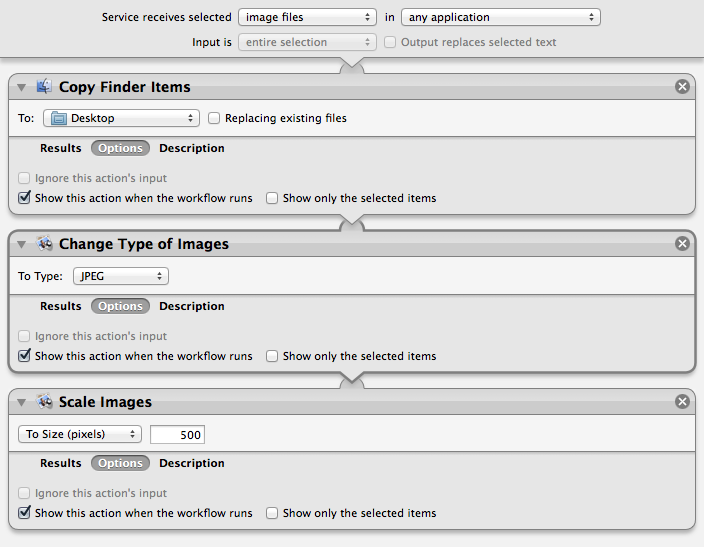 Service receives selected image files in any application
Input is entire selection Output replaces selected text
Copy Finder Items
To: Desktop Replacing existing files
Results Options Description
Ignore this action's input
Show this action when the workflow runs Show only the selected items
Change Type of Images
To Type: JPEG
Results Options Description
Ignore this action's input
Show this action when the workflow runs Show only the selected items
Scale Images
To Size (pixels) 500
Results Options Description
Ignore this action's input
Show this action when the workflow runs Show only the selected items